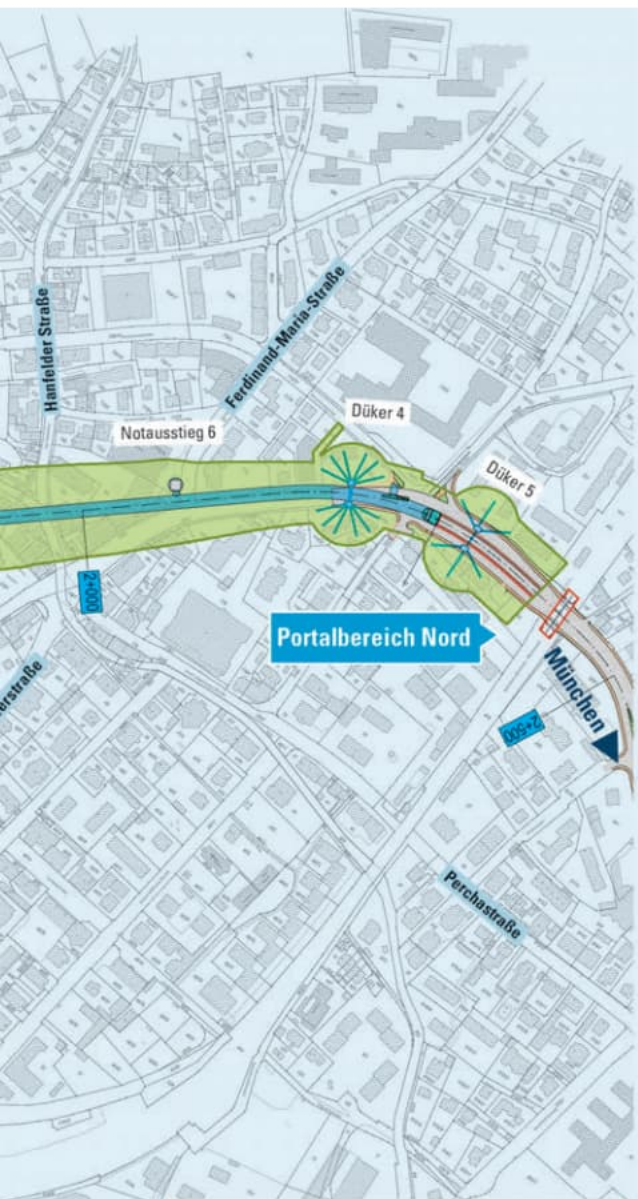 Hanfelder Straße
Ferdinand-Maria-Straße
Düker 4
Notausstieg 6
Düker 5
2+000
Portalbereich Nord
München
2+500
erstraße
Perchastraße